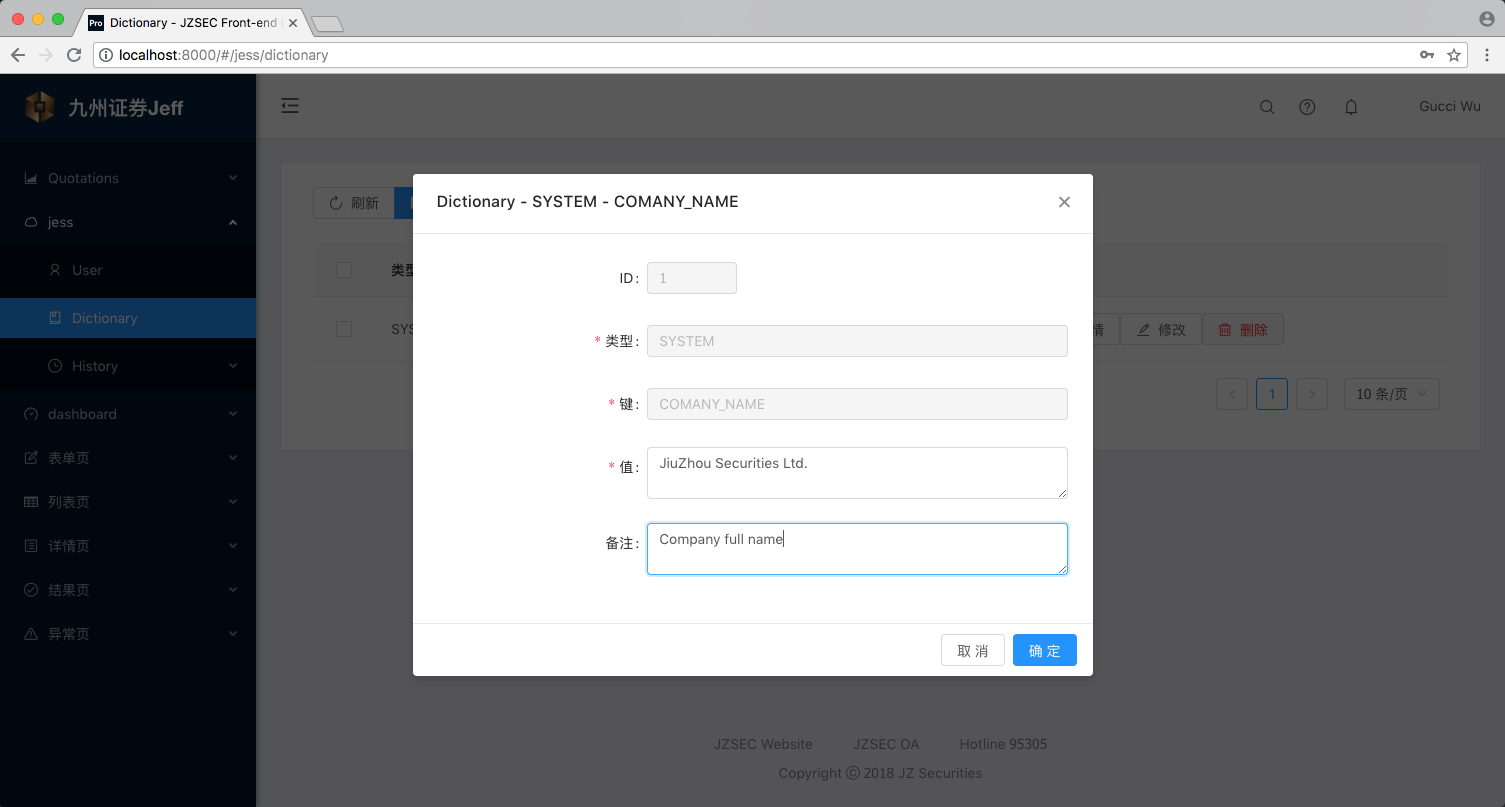 Pro Dictionary - JZSEC Front-end
localhost:8000/#/jess/dictionary
九州证券Jeff
Gucci Wu
Quotations
jess
User
Dictionary
History
dashboard
表单页
列表页
详情页
结果页
异常页
刷新
类型
SYS
情
修改
删除
1
10 条/页
Dictionary - SYSTEM - COMANY_NAME
ID: 1
* 类型: SYSTEM
* 键: COMANY_NAME
* 值: JiuZhou Securities Ltd.
备注: Company full name
取 消
确 定
JZSEC Website JZSEC OA Hotline 95305
Copyright © 2018 JZ Securities